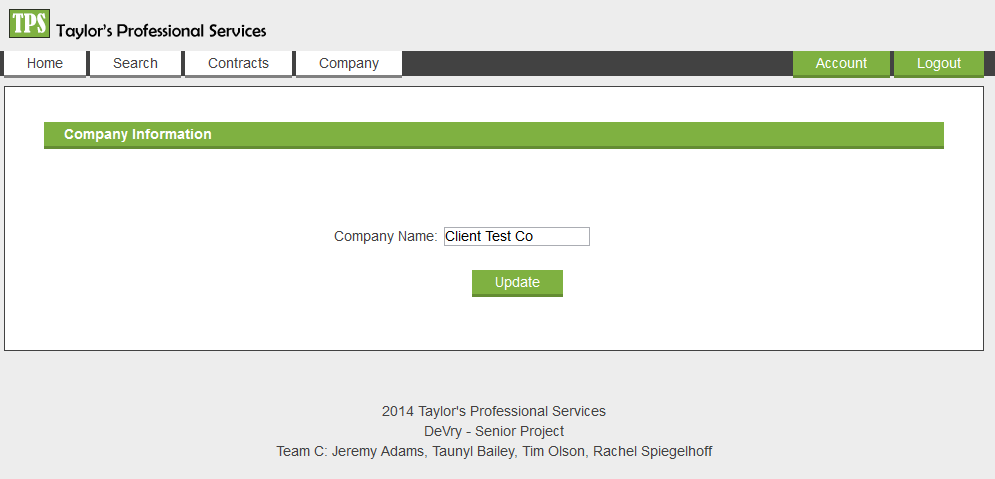 TPS Taylor's Professional Services
Home Search Contracts Company Account Logout
Company Information
Company Name: Client Test Co
Update
2014 Taylor's Professional Services
DeVry - Senior Project
Team C: Jeremy Adams, Taunyl Bailey, Tim Olson, Rachel Spiegelhoff